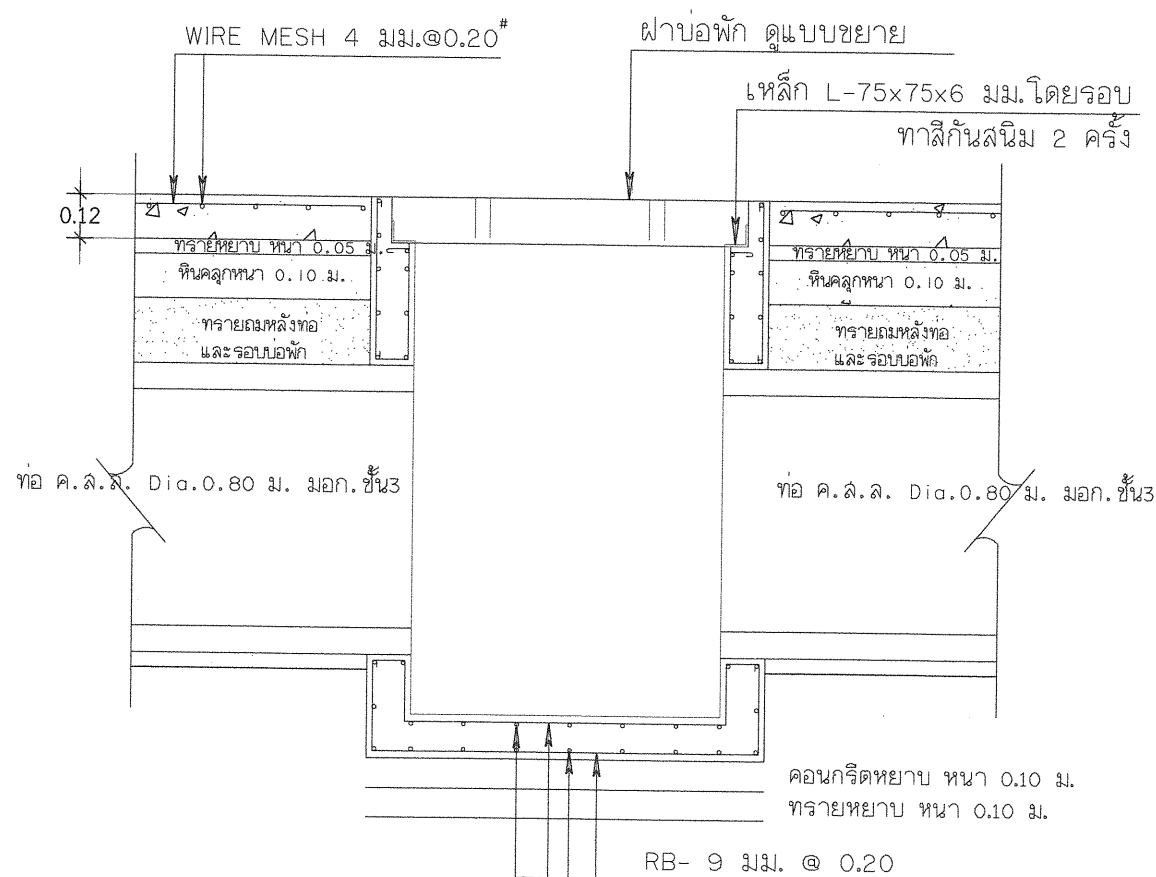 WIRE MESH 4 มม.@0.20#
ฝาบ่อพัก ดูแบบขยาย
เหล็ก L-75x75x6 มม.โดยรอบ
ทาสีกันสนิม 2 ครั้ง
0.12
ทรายหยาบ หนา 0.05 ม.
หินคลุกหนา 0.10 ม.
ทรายถมหลังท่อ
และรอบบ่อพัก
ทรายหยาบ หนา 0.05 ม.
หินคลุกหนา 0.10 ม.
ทรายถมหลังท่อ
และรอบบ่อพัก
ท่อ ค.ส.ล. Dia.0.80 ม. มอก.ชั้น3
ท่อ ค.ส.ล. Dia.0.80 ม. มอก.ชั้น3
คอนกรีตหยาบ หนา 0.10 ม.
ทรายหยาบ หนา 0.10 ม.
RB- 9 มม. @ 0.20